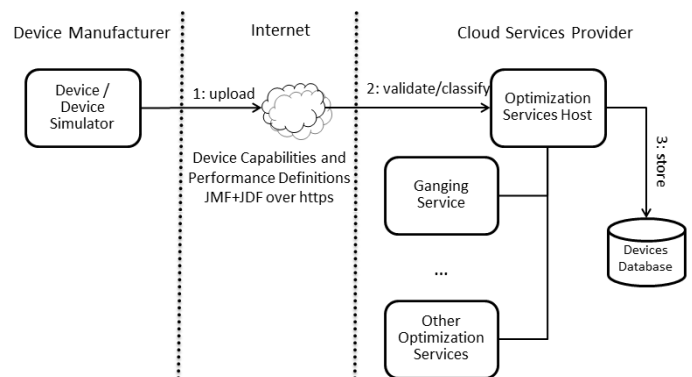 Device Manufacturer
Internet
Cloud Services Provider
Device /
Device
Simulator
1: upload
2: validate/classify
Optimization
Services Host
3: store
Device Capabilities and
Performance Definitions
JMF+JDF over https
Ganging
Service
...
Devices
Database
Other
Optimization
Services